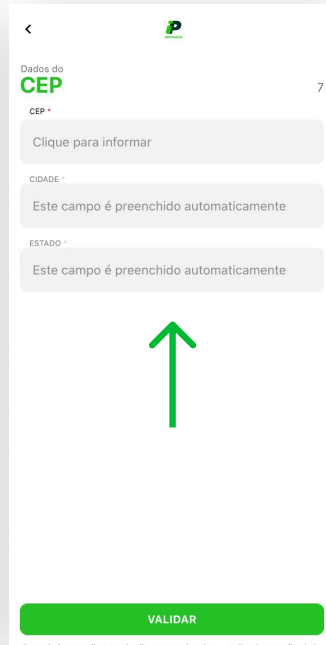 Dados do
CEP
7
CEP *
Clique para informar
CIDADE *
Este campo é preenchido automaticamente
ESTADO *
Este campo é preenchido automaticamente
VALIDAR